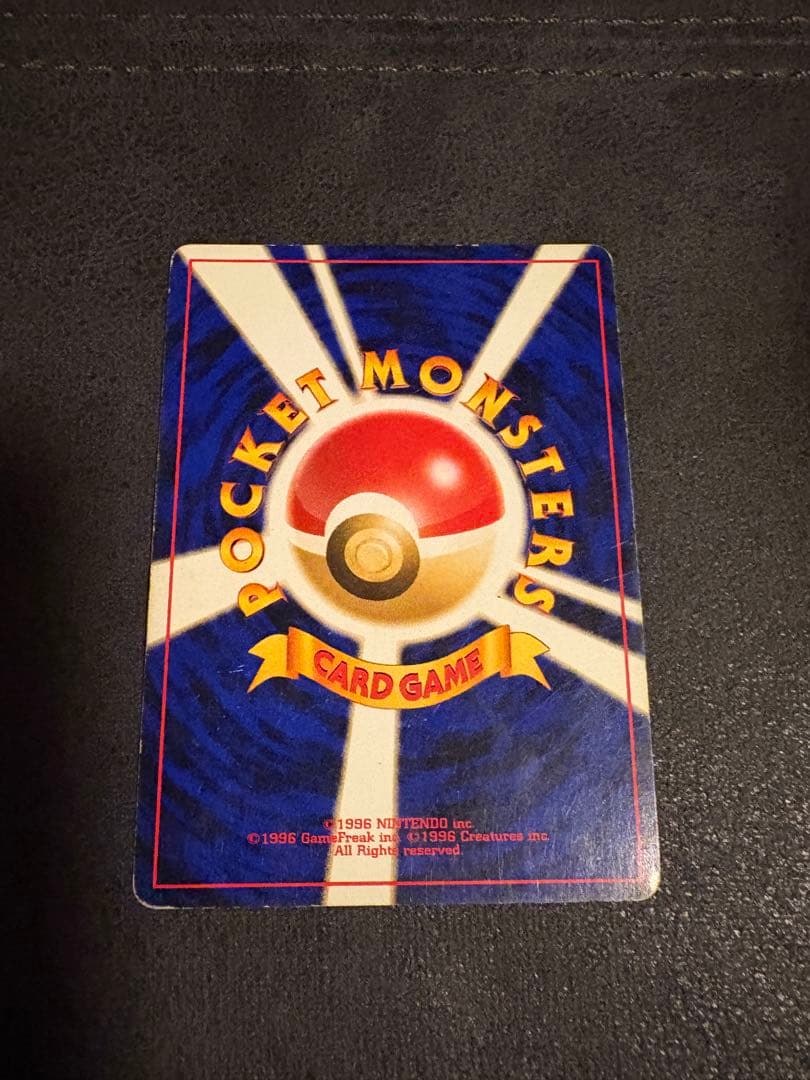 POCKET MONSTERS
CARD GAME
©1996 NINTENDO inc.
©1996 GameFreak inc. ©1996 Creatures inc.
All Rights reserved.